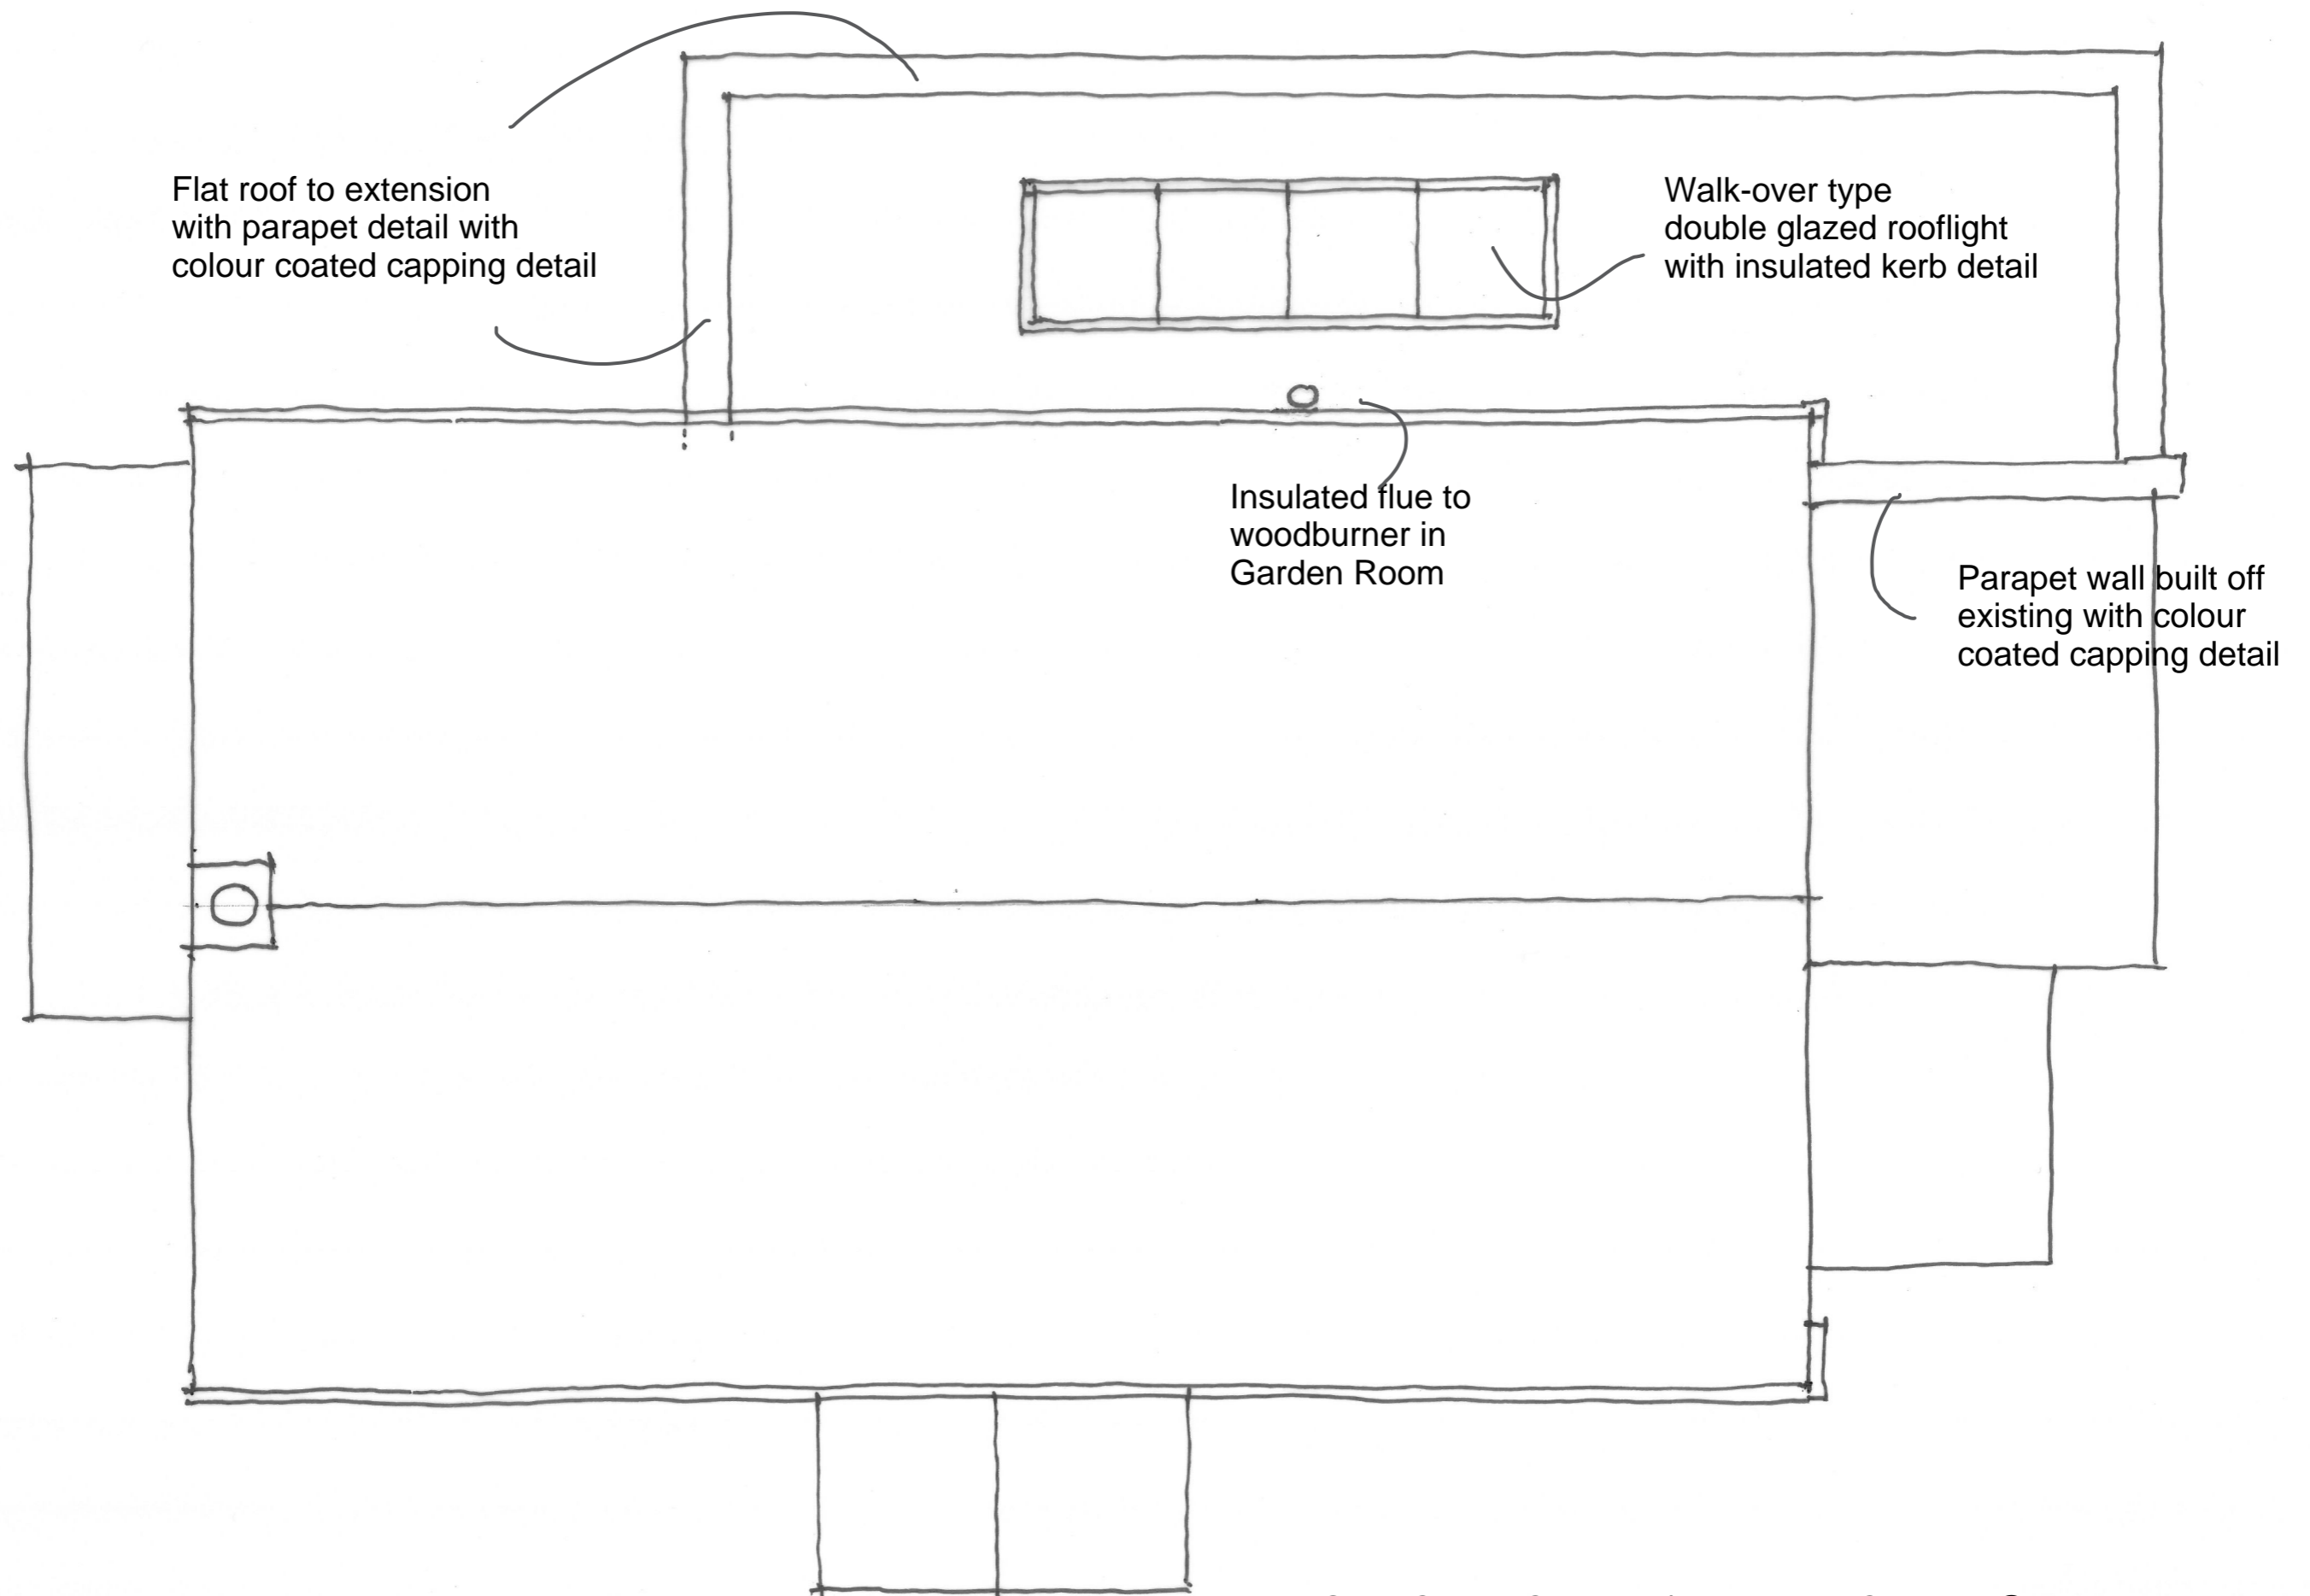 Flat roof to extension
with parapet detail with
colour coated capping detail
Walk-over type
double glazed rooflight
with insulated kerb detail
Insulated flue to
woodburner in
Garden Room
Parapet wall built off
existing with colour
coated capping detail